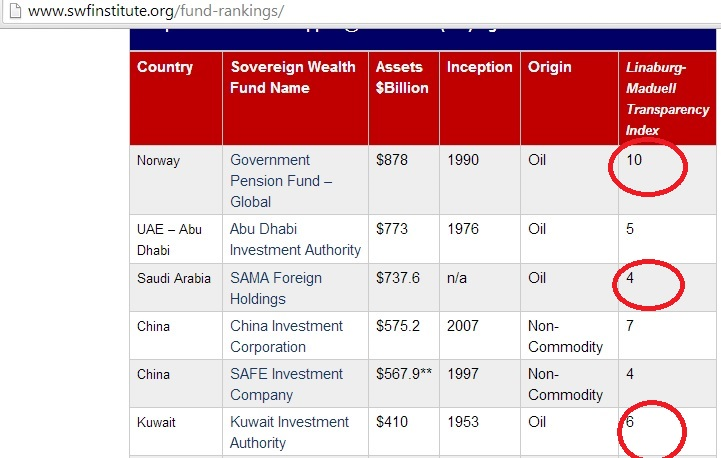 www.swfinstitute.org/fund-rankings/
Country Sovereign Wealth Assets Inception Origin Linaburg-
Fund Name $Billion Maduell
Transparency
Index
Norway Government $878 1990 Oil 10
Pension Fund –
Global
UAE – Abu Abu Dhabi $773 1976 Oil 5
Dhabi Investment Authority
Saudi Arabia SAMA Foreign $737.6 n/a Oil 4
Holdings
China China Investment $575.2 2007 Non- 7
Corporation Commodity
China SAFE Investment $567.9** 1997 Non- 4
Company Commodity
Kuwait Kuwait Investment $410 1953 Oil 6
Authority